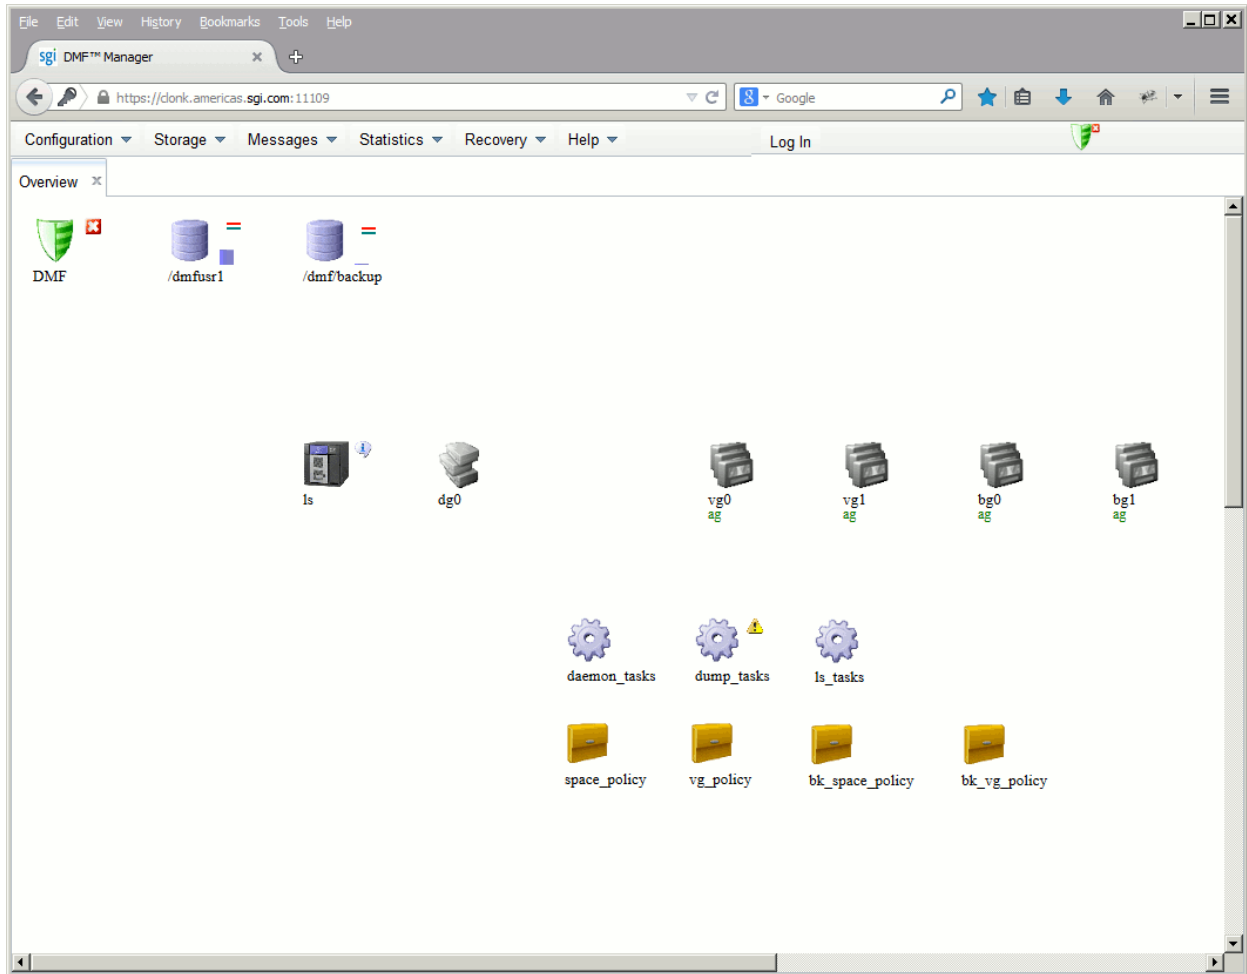 File Edit View History Bookmarks Tools Help
sgi DMF™ Manager
https://clonk.americas.sgi.com:11109 Google
Configuration Storage Messages Statistics Recovery Help Log In
Overview
DMF /dmfusr1 /dmf/backup
ls dg0 vg0 vg1 bg0 bg1
ag ag ag ag
daemon_tasks dump_tasks ls_tasks
space_policy vg_policy bk_space_policy bk_vg_policy